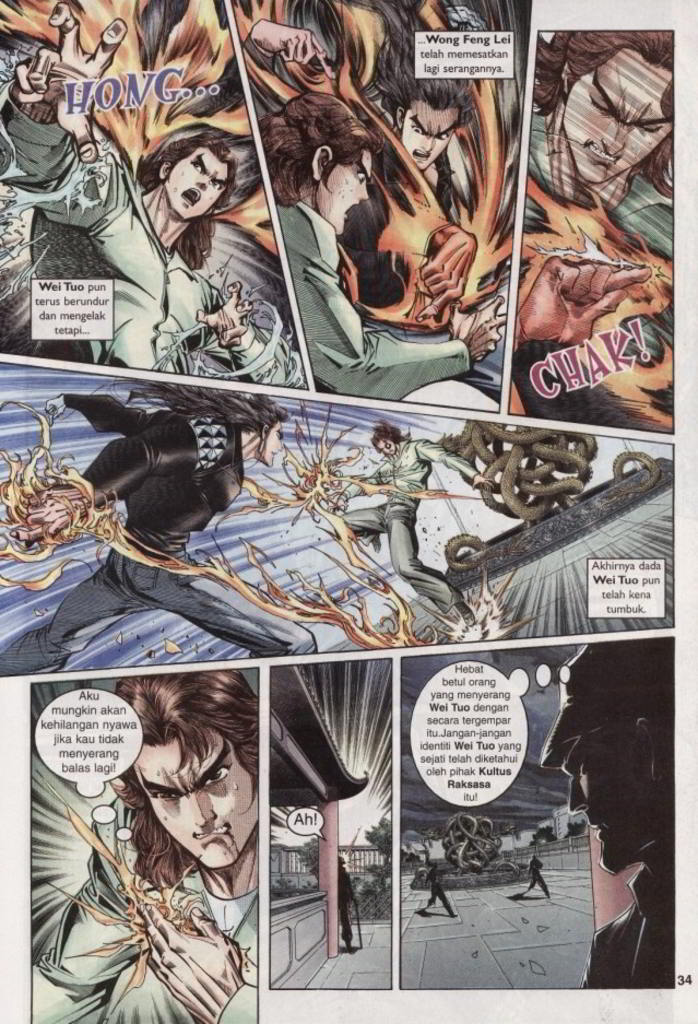 HONG...
Wei Tuo pun
terus berundur
dan mengelak
tetapi...
...Wong Feng Lei
telah memesatkan
lagi serangannya.
CHAK!
Akhirnya dada
Wei Tuo pun
telah kena
tumbuk.
Aku
mungkin akan
kehilangan nyawa
jika kau tidak
menyerang
balas lagi!
Ah!
Hebat
betul orang
yang menyerang
Wei Tuo dengan
secara tergempar
itu.Jangan-jangan
identiti Wei Tuo yang
sejati telah diketahui
oleh pihak Kultus
Raksasa
itu!
34